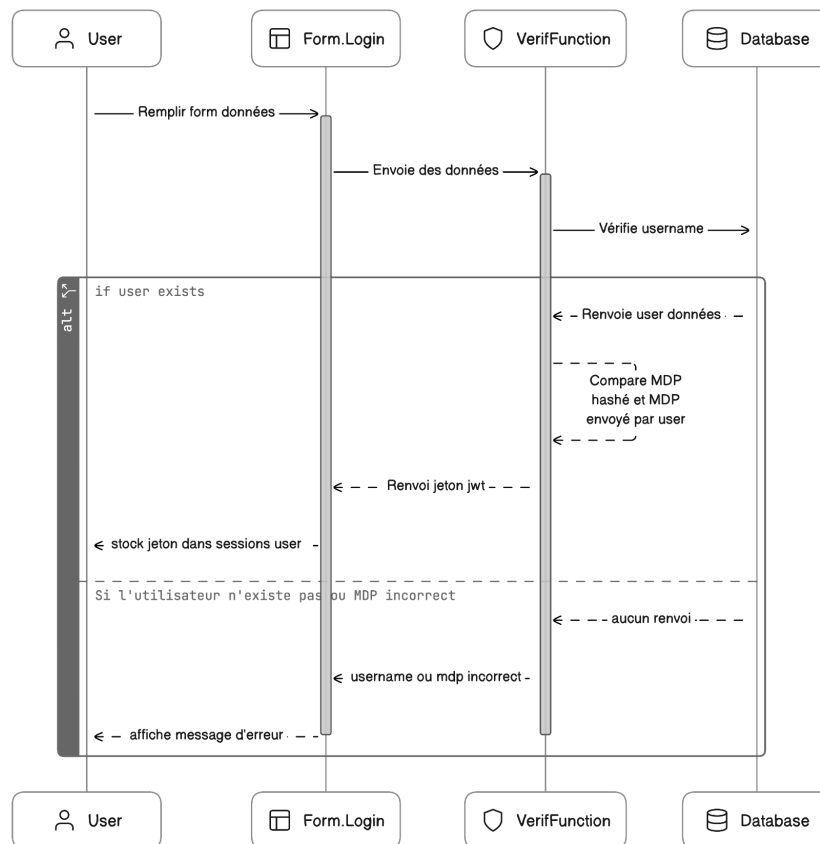 User
Form.Login
VerifFunction
Database
Remplir form données
Envoie des données
Vérifie username
alt
if user exists
Renvoie user données
Compare MDP
hashé et MDP
envoyé par user
Renvoi jeton jwt
stock jeton dans sessions user
Si l'utilisateur n'existe pas ou MDP incorrect
aucun renvoi
username ou mdp incorrect
affiche message d'erreur
User
Form.Login
VerifFunction
Database